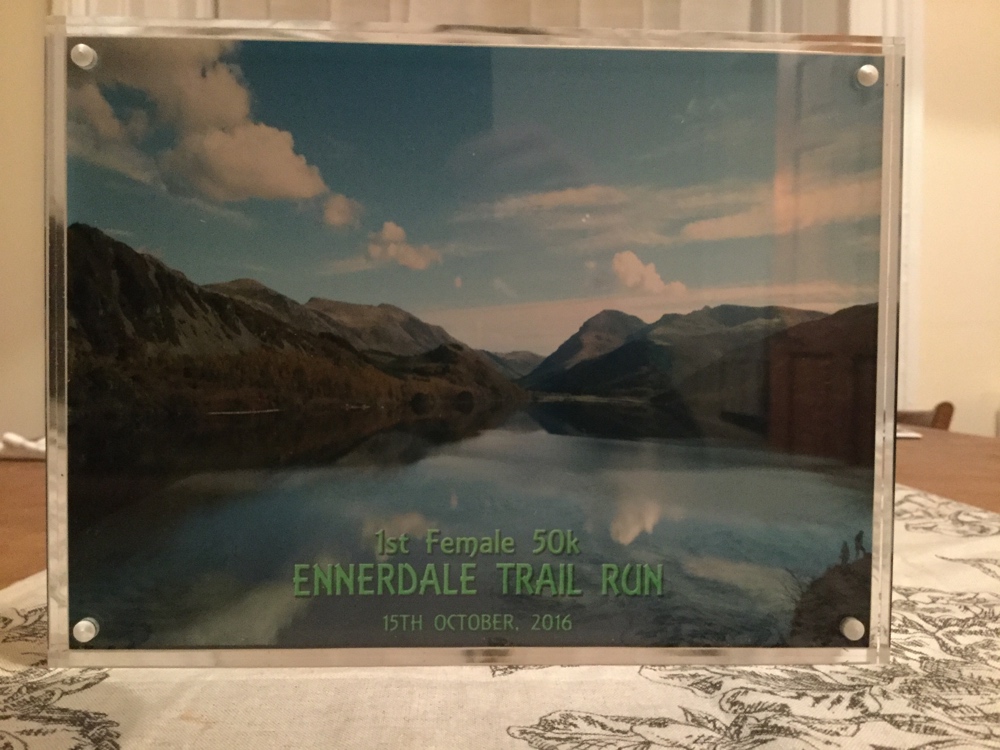 1st Female 50k
ENNERDALE TRAIL RUN
15TH OCTOBER, 2016